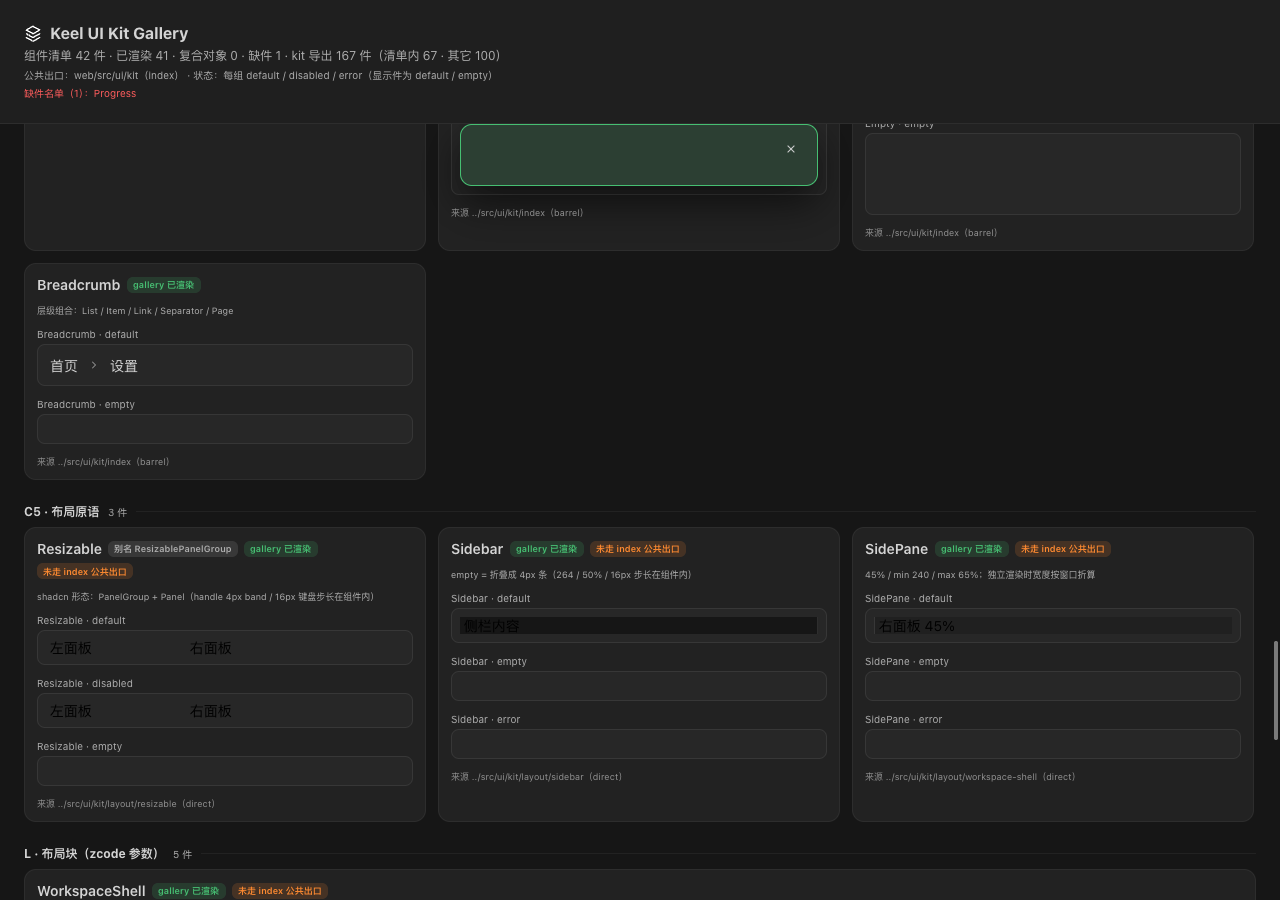 Keel UI Kit Gallery
组件清单 42 件 · 已渲染 41 · 复合对象 0 · 缺件 1 · kit 导出 167 件（清单内 67 · 其它 100）
公共出口：web/src/ui/kit（index） · 状态：每组 default / disabled / error（显示件为 default / empty）
缺件名单（1）：Progress
来源 ../src/ui/kit/index（barrel）
Empty · empty
来源 ../src/ui/kit/index（barrel）
Breadcrumb gallery 已渲染
层级组合：List / Item / Link / Separator / Page
Breadcrumb · default
首页 › 设置
Breadcrumb · empty
来源 ../src/ui/kit/index（barrel）
C5 · 布局原语 3 件
Resizable 别名 ResizablePanelGroup gallery 已渲染
未走 index 公共出口
shadcn 形态：PanelGroup + Panel（handle 4px band / 16px 键盘步长在组件内）
Resizable · default
左面板 右面板
Resizable · disabled
左面板 右面板
Resizable · empty
来源 ../src/ui/kit/layout/resizable（direct）
Sidebar gallery 已渲染 未走 index 公共出口
empty = 折叠成 4px 条（264 / 50% / 16px 步长在组件内）
Sidebar · default
侧栏内容
Sidebar · empty
Sidebar · error
来源 ../src/ui/kit/layout/sidebar（direct）
SidePane gallery 已渲染 未走 index 公共出口
45% / min 240 / max 65%：独立渲染时宽度按窗口折算
SidePane · default
右面板 45%
SidePane · empty
SidePane · error
来源 ../src/ui/kit/layout/workspace-shell（direct）
L · 布局块（zcode 参数） 5 件
WorkspaceShell gallery 已渲染 未走 index 公共出口